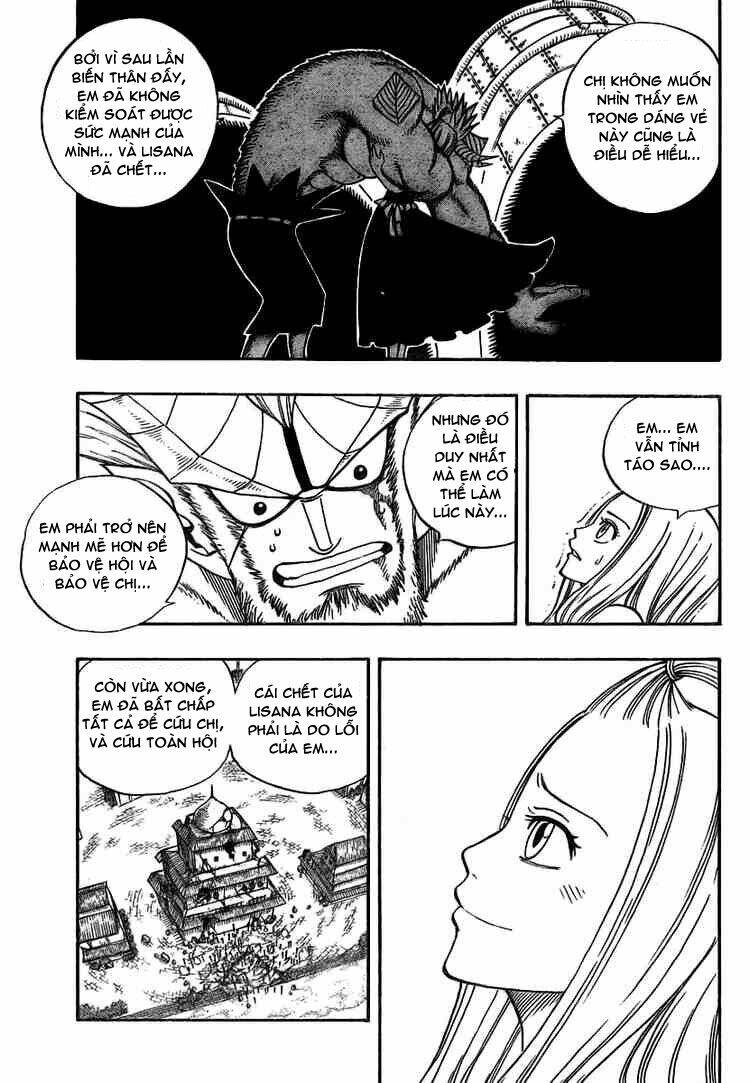 CHỊ KHÔNG MUỐN
NHÌN THẤY EM
TRONG DÁNG VẺ
NÀY CŨNG LÀ
ĐIỀU DỄ HIỂU...
BỞI VÌ SAU LẦN
BIẾN THÂN ĐẤY,
EM ĐÃ KHÔNG
KIỂM SOÁT ĐƯỢC
SỨC MẠNH CỦA
MÌNH... VÀ LISANA
ĐÃ CHẾT...
EM... EM
VẪN TỈNH
TÁO SAO....
NHƯNG ĐÓ
LÀ ĐIỀU
DUY NHẤT
MÀ EM CÓ
THỂ LÀM
LÚC NÀY...
EM PHẢI TRỞ NÊN
MẠNH MẼ HƠN ĐỂ
BẢO VỆ HỘI VÀ
BẢO VỆ CHỊ...
CÁI CHẾT CỦA
LISANA KHÔNG
PHẢI LÀ DO LỖI
CỦA EM...
CÒN VỪA XONG,
EM ĐÃ BẤT CHẤP
TẤT CẢ ĐỂ CỨU CHỊ,
VÀ CỨU TOÀN HỘI